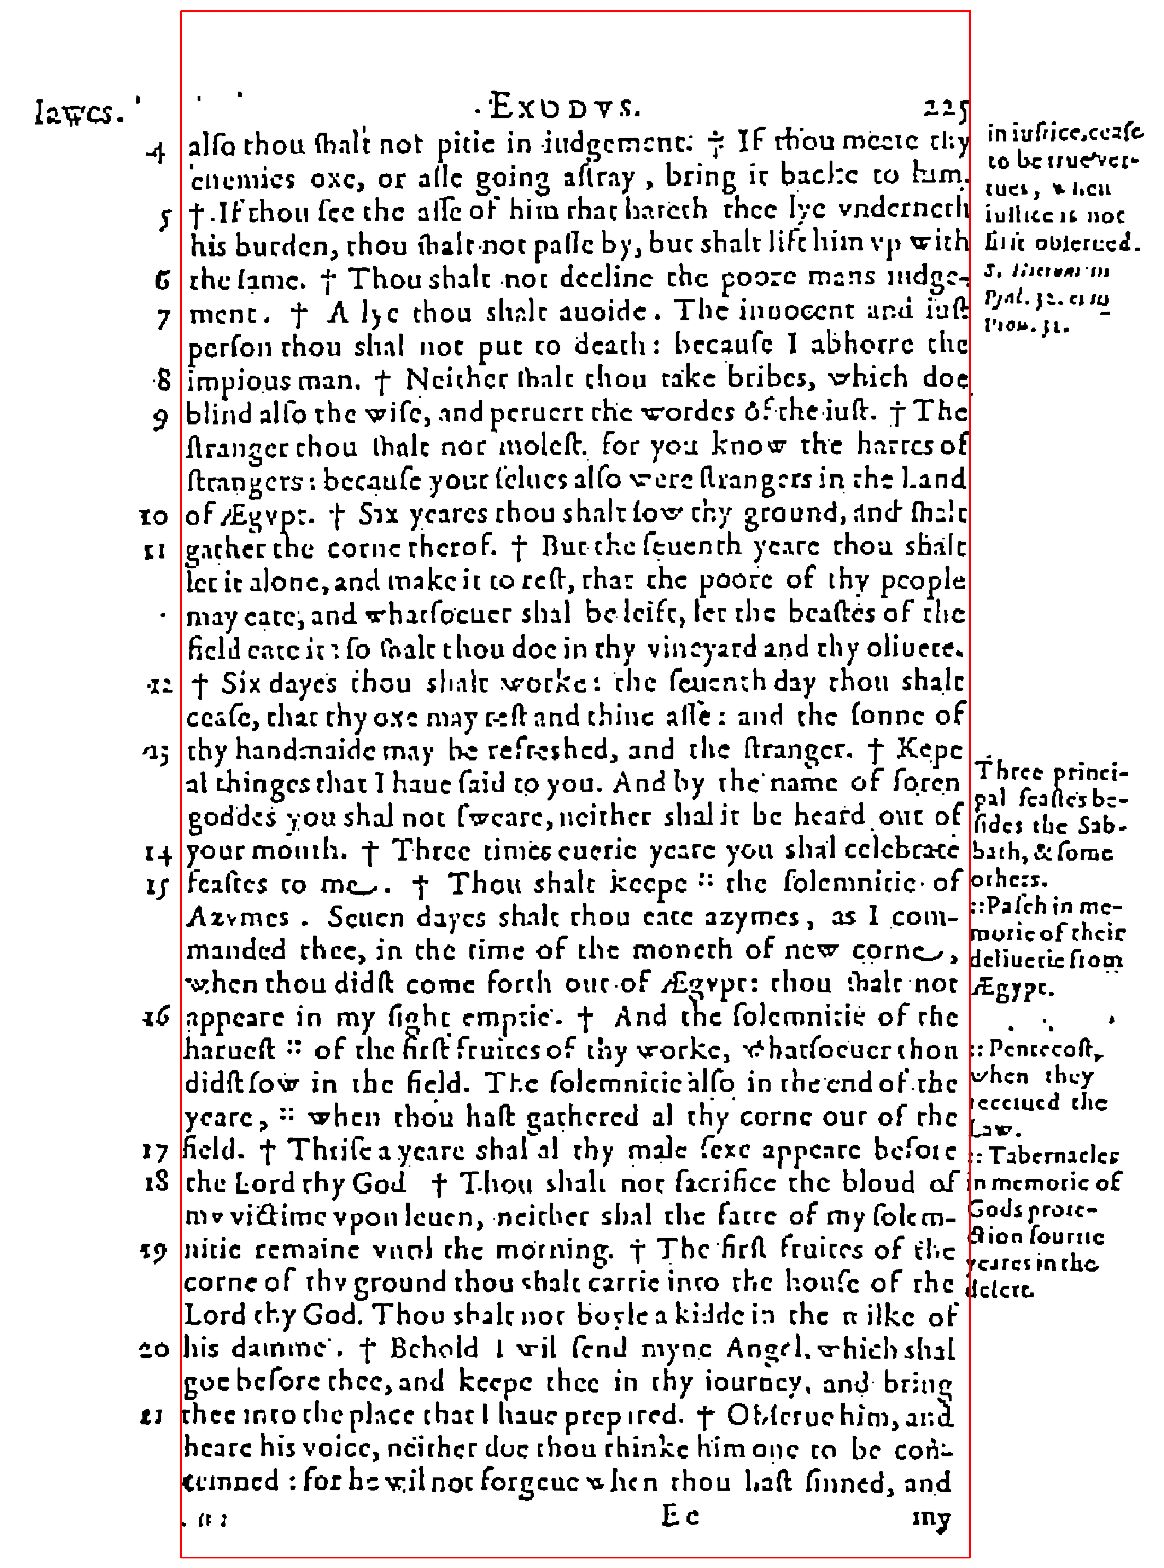 lawes.
EXODVS.
225
4 alſo thou ſhalt not pitie in iudgement. † If thou meete thy
enemies oxe, or aſſe going aſtray, bring it backe to him.
5 †.If thou ſee the aſſe of him that hateth thee lye vnderneth
his burden, thou ſhalt not paſſe by, but shalt lift him vp with
6 the ſame. † Thou shalt not decline the poore mans iudge-
7 ment. † A lye thou shalt auoide. The innocent and iuſt
perſon thou shal not put to death: becauſe I abhorre the
8 impious man. † Neither ſhalt thou take bribes, which doe
9 blind alſo the wiſe, and peruert the wordes of the iuſt. † The
ſtranger thou ſhalt not moleſt. for you know the hartes of
ſtrangers: becauſe your ſelues alſo were ſtrangers in the Land
10 of Ægypt. † Six yeares thou shalt ſow thy ground, and ſhalt
11 gather the corne therof. † But the ſeuenth yeare thou shalt
let it alone, and make it to reſt, that the poore of thy people
may eate, and whatſoeuer shal be leift, let the beaſtes of the
field eate it: ſo ſhalt thou doe in thy vineyard and thy oliuete.
12 † Six dayes thou shalt worke: the ſeuenth day thou shalt
ceaſe, that thy oxe may reſt and thine aſſe: and the ſonne of
13 thy handmaide may be refreshed, and the ſtranger. † Kepe
al thinges that I haue ſaid to you. And by the name of foren
goddes you shal not ſweare, neither shal it be heard out of
14 your mouth. † Three times euerie yeare you shal celebrate
15 feaſtes to me. † Thou shalt keepe :: the ſolemnitie of
Azymes. Seuen dayes shalt thou eate azymes, as I com-
manded thee, in the time of the moneth of new corne,
when thou didſt come forth out of Ægypt: thou ſhalt not
16 appeare in my ſight emptie. † And the ſolemnitie of the
harueſt :: of the firſt fruites of thy worke, whatſoeuer thou
didſt ſow in the field. The ſolemnitie alſo in the end of the
yeare, :: when thou haſt gathered al thy corne out of the
17 field. † Thriſe a yeare shal al thy male ſexe appeare before
18 the Lord thy God † Thou shalt not ſacrifice the bloud of
my victime vpon leuen, neither shal the fatte of my ſolem-
19 nitie remaine vntil the morning. † The firſt fruites of the
corne of thy ground thou shalt carrie into the houſe of the
Lord thy God. Thou shalt not boyle a kidde in the milke of
20 his damme. † Behold I wil ſend myne Angel, which shal
goe before thee, and keepe thee in thy iourney, and bring
21 thee into the place that I haue prepared. † Obſerue him, and
heare his voice, neither doe thou thinke him one to be con-
temned: for he wil not forgeue when thou haſt ſinned, and
Ee
my
in iuſtice, ceaſe
to be true ver-
tues, when
iuſtice is not
firſt obſerued.
S. Hierom in
Pſal. 32.
Prou. 31.
Three princi-
pal feaſtes be-
ſides the Sab-
bath, & ſome
others.
::Paſch in me-
morie of their
deliuerie from
Ægypt.
:: Pentecoſt,
when they
receiued the
Law.
:: Tabernacles
in memorie of
Gods prote-
ction fourtie
yeares in the
deſert.